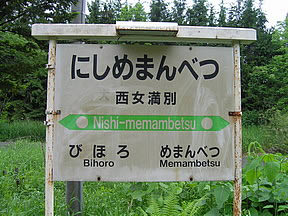 にしめまんべつ
西女満別
Nishi-memambetsu
びほろ めまんべつ
Bihoro Memambetsu